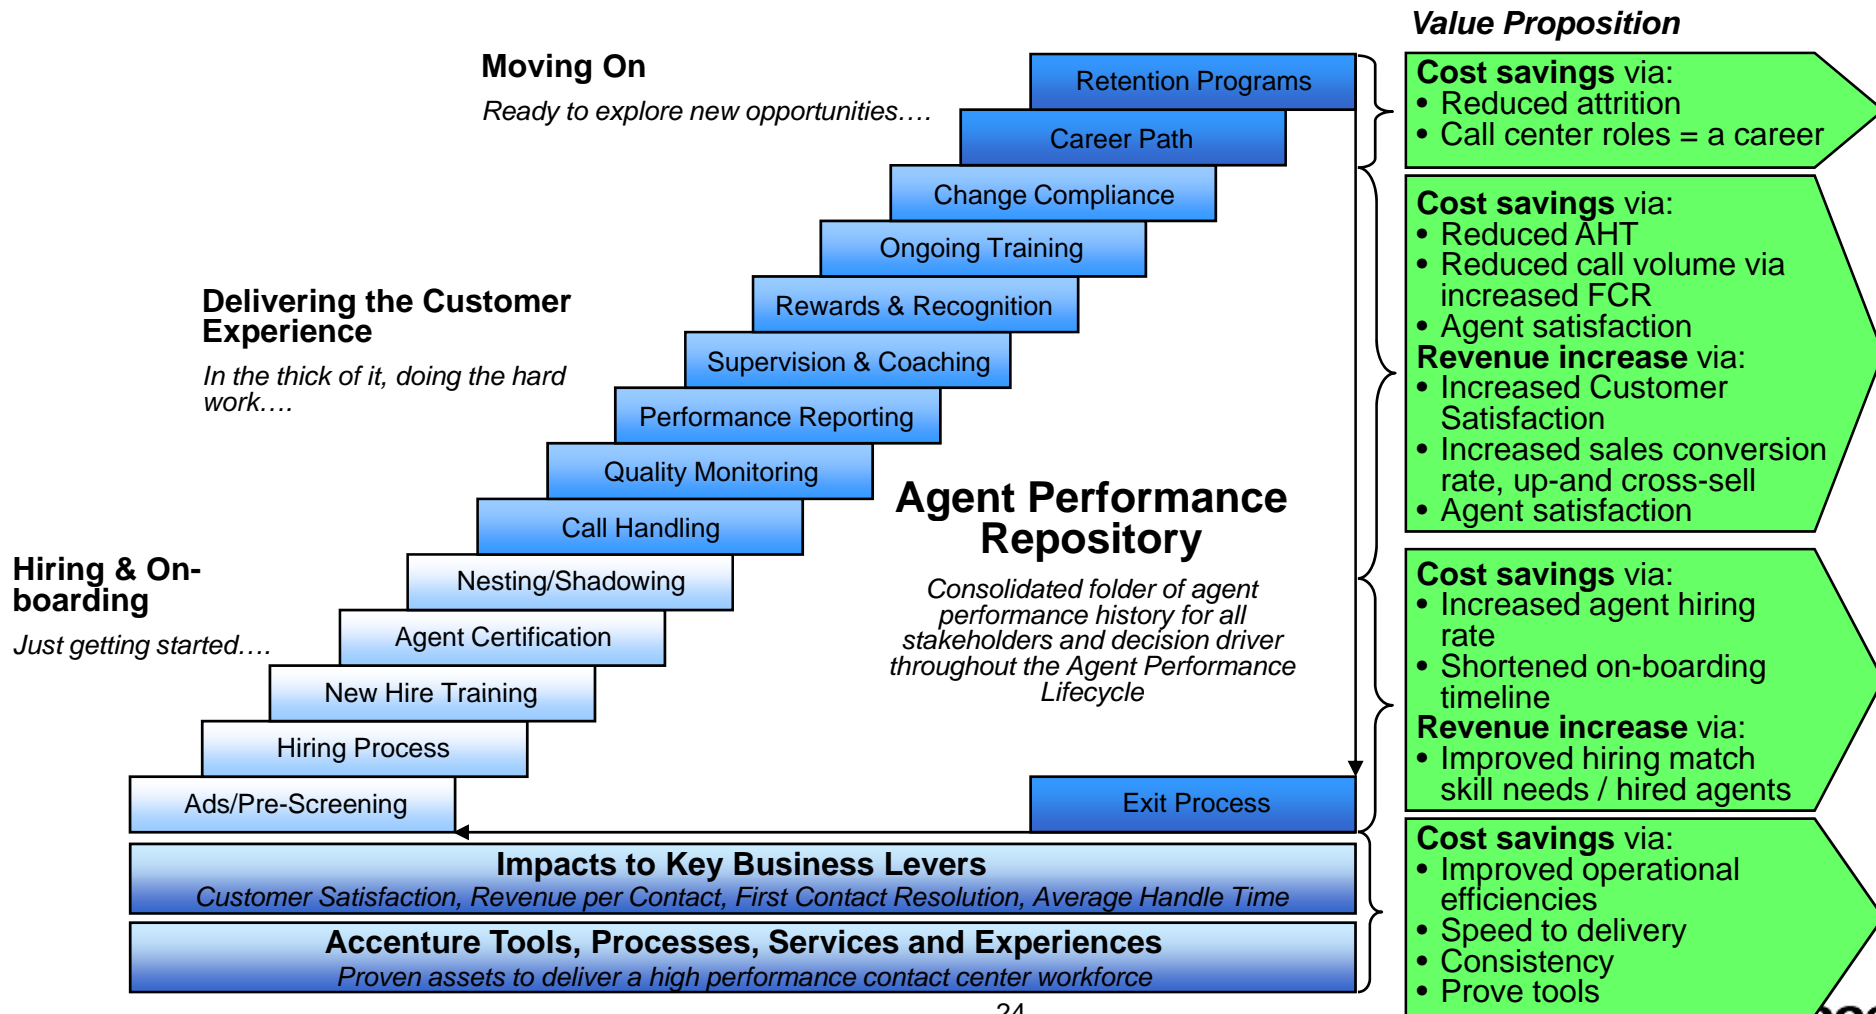 Value Proposition
Moving On
Ready to explore new opportunities….
Retention Programs
Career Path
Change Compliance
Ongoing Training
Rewards & Recognition
Supervision & Coaching
Performance Reporting
Quality Monitoring
Call Handling
Nesting/Shadowing
Agent Certification
New Hire Training
Hiring Process
Ads/Pre-Screening
Delivering the Customer
Experience
In the thick of it, doing the hard
work….
Hiring & On-
boarding
Just getting started….
Agent Performance
Repository
Consolidated folder of agent
performance history for all
stakeholders and decision driver
throughout the Agent Performance
Lifecycle
Exit Process
Impacts to Key Business Levers
Customer Satisfaction, Revenue per Contact, First Contact Resolution, Average Handle Time
Accenture Tools, Processes, Services and Experiences
Proven assets to deliver a high performance contact center workforce
Cost savings via:
• Reduced attrition
• Call center roles = a career
Cost savings via:
• Reduced AHT
• Reduced call volume via
increased FCR
• Agent satisfaction
Revenue increase via:
• Increased Customer
Satisfaction
• Increased sales conversion
rate, up-and cross-sell
• Agent satisfaction
Cost savings via:
• Increased agent hiring
rate
• Shortened on-boarding
timeline
Revenue increase via:
• Improved hiring match
skill needs / hired agents
Cost savings via:
• Improved operational
efficiencies
• Speed to delivery
• Consistency
• Prove tools
24